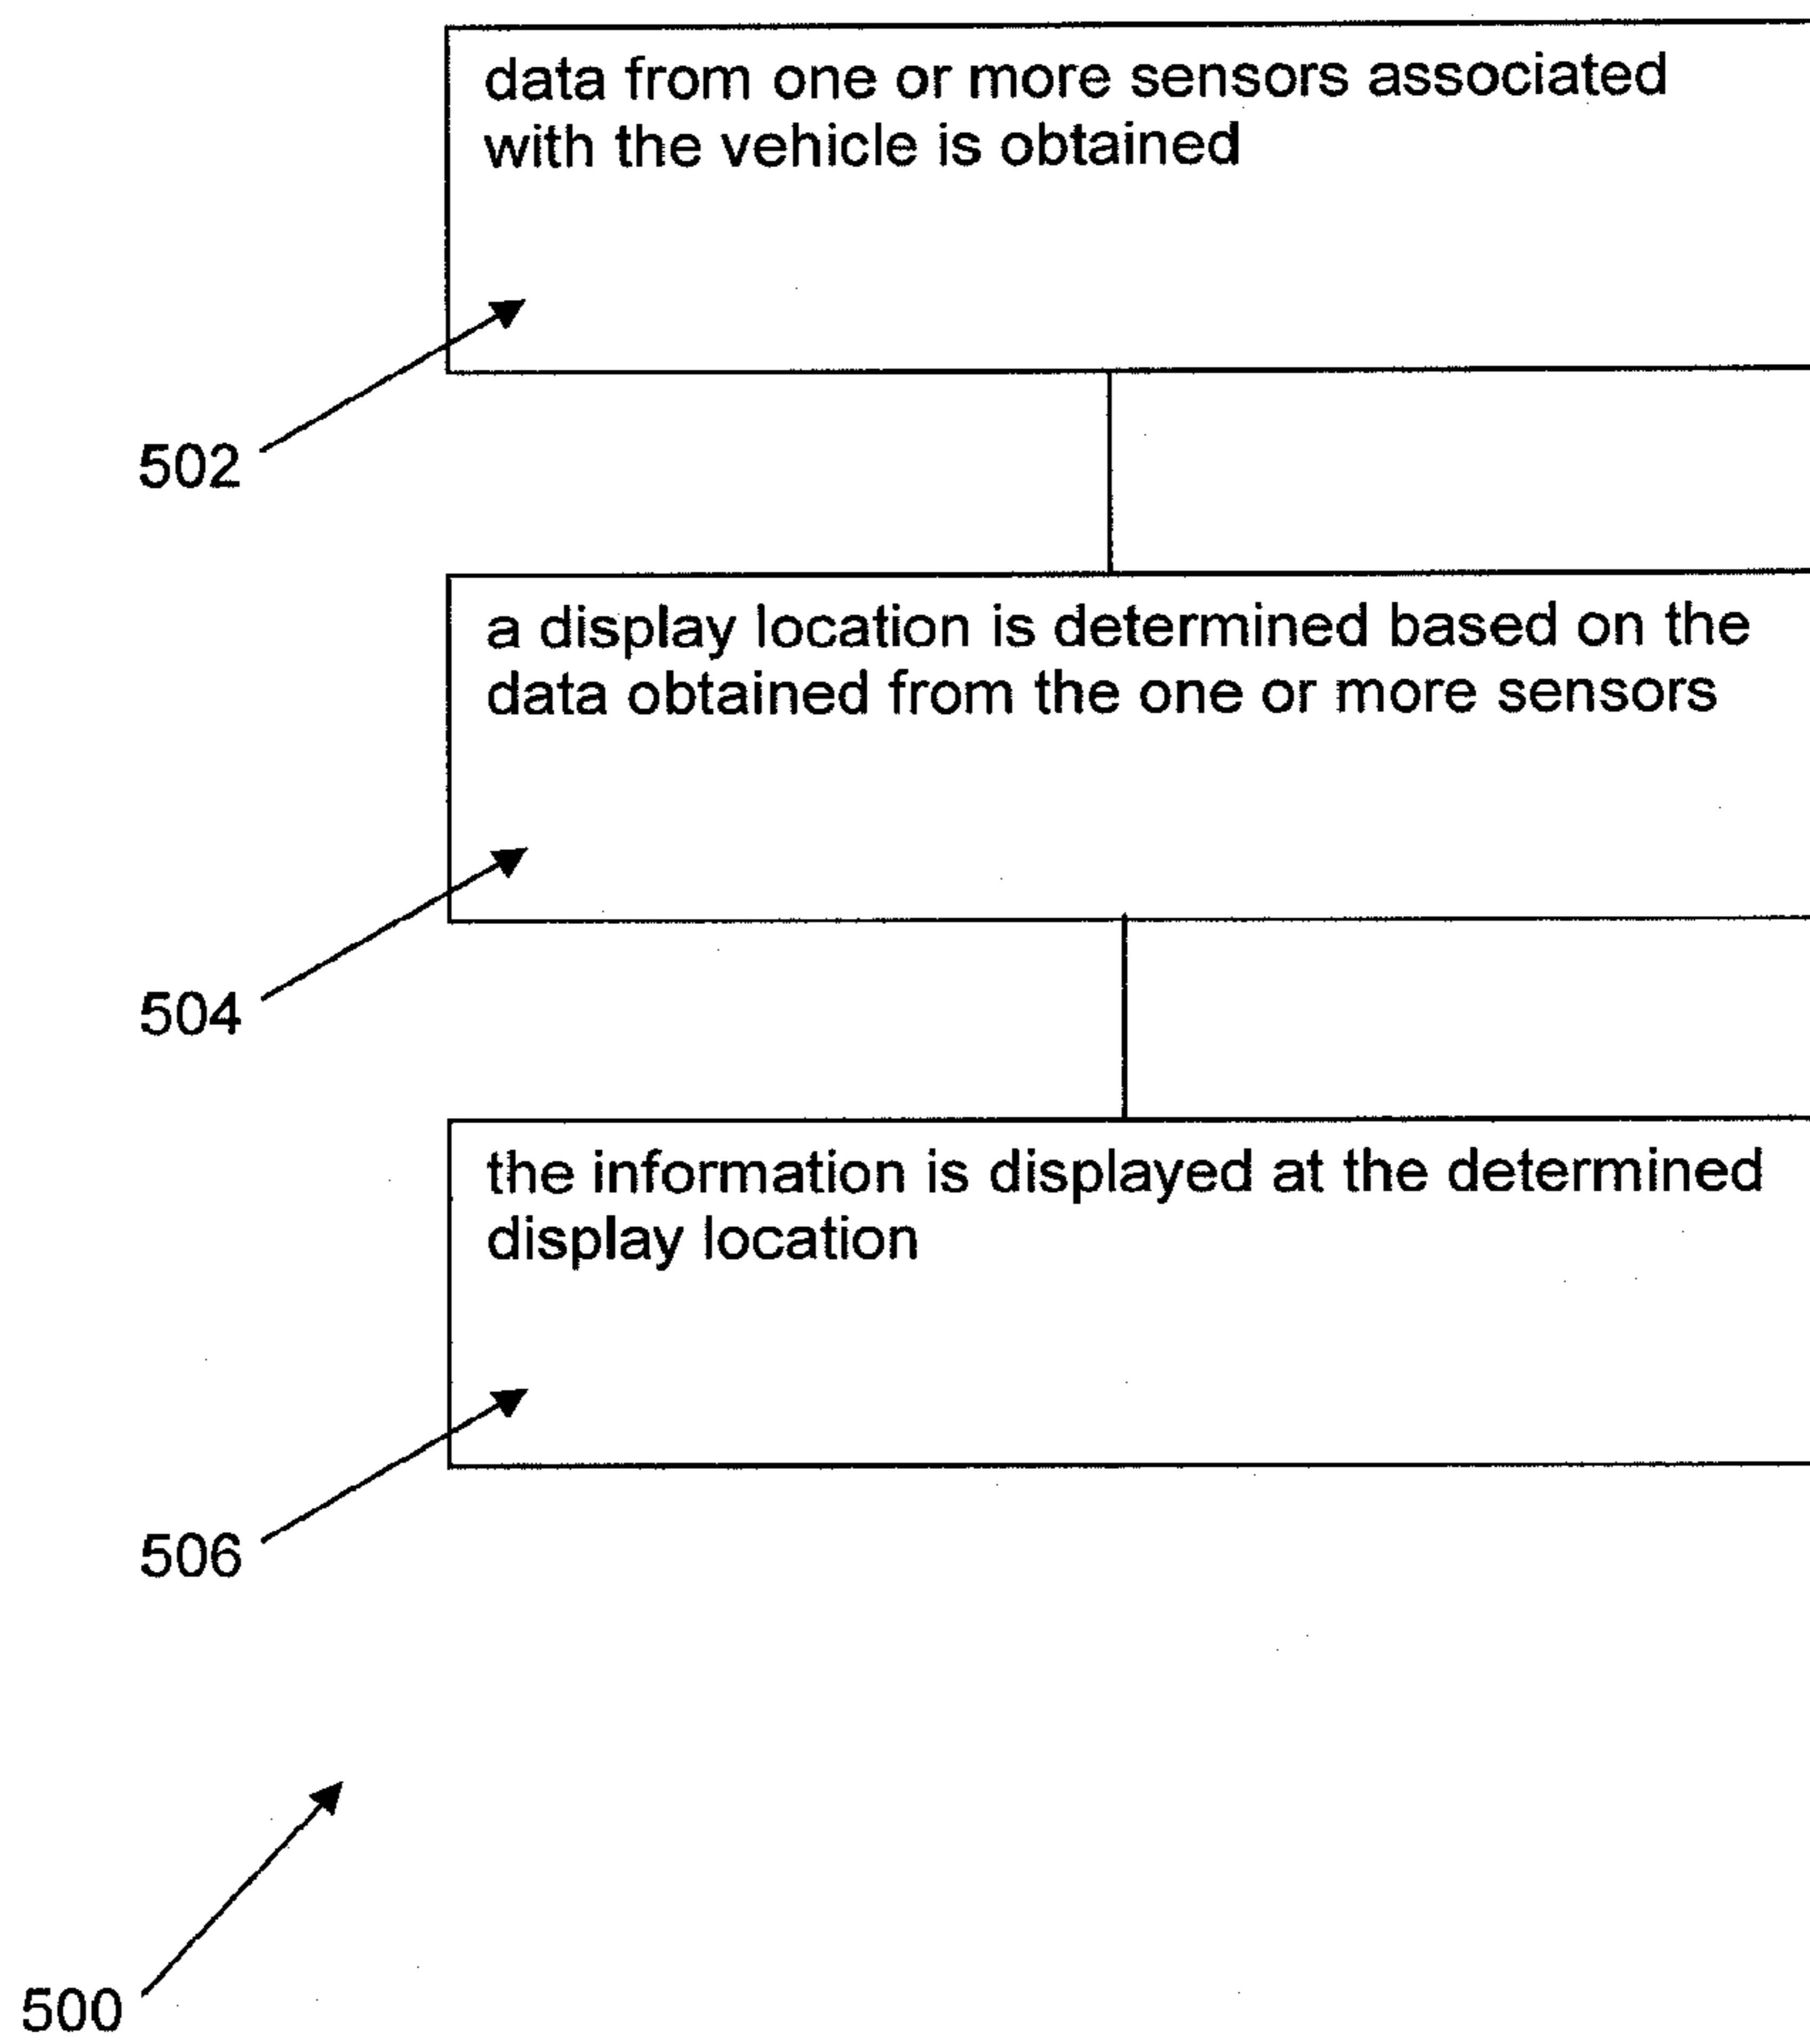 data from one or more sensors associated
with the vehicle is obtained
502
a display location is determined based on the
data obtained from the one or more sensors
504
the information is displayed at the determined
display location
506
500